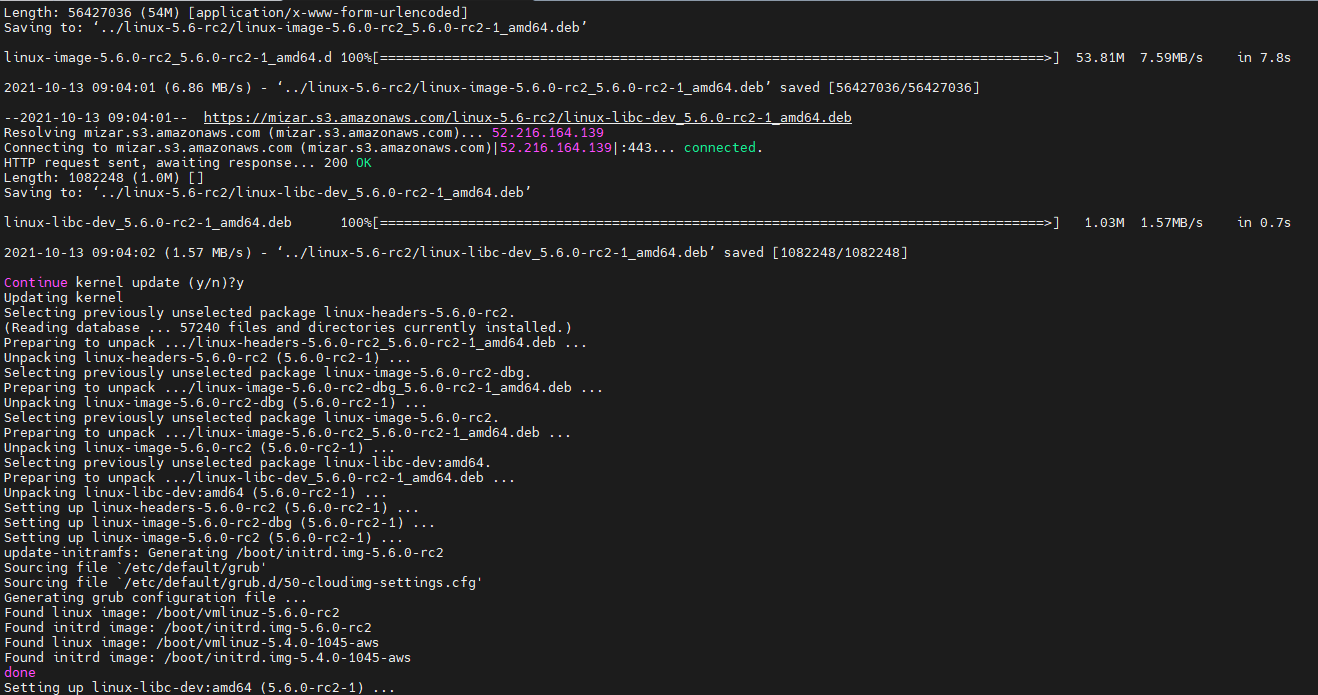 Length: 56427036 (54M) [application/x-www-form-urlencoded]
Saving to: ‘../linux-5.6-rc2/linux-image-5.6.0-rc2_5.6.0-rc2-1_amd64.deb’
linux-image-5.6.0-rc2_5.6.0-rc2-1_amd64.d 100%[===================================================================================>]  53.81M  7.59MB/s    in 7.8s
2021-10-13 09:04:01 (6.86 MB/s) - ‘../linux-5.6-rc2/linux-image-5.6.0-rc2_5.6.0-rc2-1_amd64.deb’ saved [56427036/56427036]
--2021-10-13 09:04:01--  https://mizar.s3.amazonaws.com/linux-5.6-rc2/linux-libc-dev_5.6.0-rc2-1_amd64.deb
Resolving mizar.s3.amazonaws.com (mizar.s3.amazonaws.com)... 52.216.164.139
Connecting to mizar.s3.amazonaws.com (mizar.s3.amazonaws.com)|52.216.164.139|:443... connected.
HTTP request sent, awaiting response... 200 OK
Length: 1082248 (1.0M) []
Saving to: ‘../linux-5.6-rc2/linux-libc-dev_5.6.0-rc2-1_amd64.deb’
linux-libc-dev_5.6.0-rc2-1_amd64.deb      100%[===================================================================================>]   1.03M  1.57MB/s    in 0.7s
2021-10-13 09:04:02 (1.57 MB/s) - ‘../linux-5.6-rc2/linux-libc-dev_5.6.0-rc2-1_amd64.deb’ saved [1082248/1082248]
Continue kernel update (y/n)?y
Updating kernel
Selecting previously unselected package linux-headers-5.6.0-rc2.
(Reading database ... 57240 files and directories currently installed.)
Preparing to unpack .../linux-headers-5.6.0-rc2_5.6.0-rc2-1_amd64.deb ...
Unpacking linux-headers-5.6.0-rc2 (5.6.0-rc2-1) ...
Selecting previously unselected package linux-image-5.6.0-rc2-dbg.
Preparing to unpack .../linux-image-5.6.0-rc2-dbg_5.6.0-rc2-1_amd64.deb ...
Unpacking linux-image-5.6.0-rc2-dbg (5.6.0-rc2-1) ...
Selecting previously unselected package linux-image-5.6.0-rc2.
Preparing to unpack .../linux-image-5.6.0-rc2_5.6.0-rc2-1_amd64.deb ...
Unpacking linux-image-5.6.0-rc2 (5.6.0-rc2-1) ...
Selecting previously unselected package linux-libc-dev:amd64.
Preparing to unpack .../linux-libc-dev_5.6.0-rc2-1_amd64.deb ...
Unpacking linux-libc-dev:amd64 (5.6.0-rc2-1) ...
Setting up linux-headers-5.6.0-rc2 (5.6.0-rc2-1) ...
Setting up linux-image-5.6.0-rc2-dbg (5.6.0-rc2-1) ...
Setting up linux-image-5.6.0-rc2 (5.6.0-rc2-1) ...
update-initramfs: Generating /boot/initrd.img-5.6.0-rc2
Sourcing file `/etc/default/grub'
Sourcing file `/etc/default/grub.d/50-cloudimg-settings.cfg'
Generating grub configuration file ...
Found linux image: /boot/vmlinuz-5.6.0-rc2
Found initrd image: /boot/initrd.img-5.6.0-rc2
Found linux image: /boot/vmlinuz-5.4.0-1045-aws
Found initrd image: /boot/initrd.img-5.4.0-1045-aws
done
Setting up linux-libc-dev:amd64 (5.6.0-rc2-1) ...